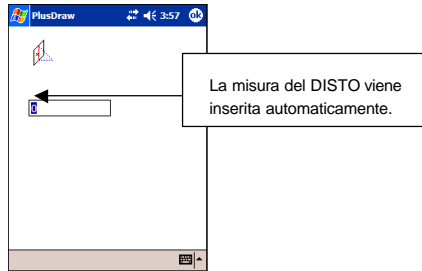 PlusDraw 3:57 ok
La misura del DISTO viene
inserita automaticamente.
0